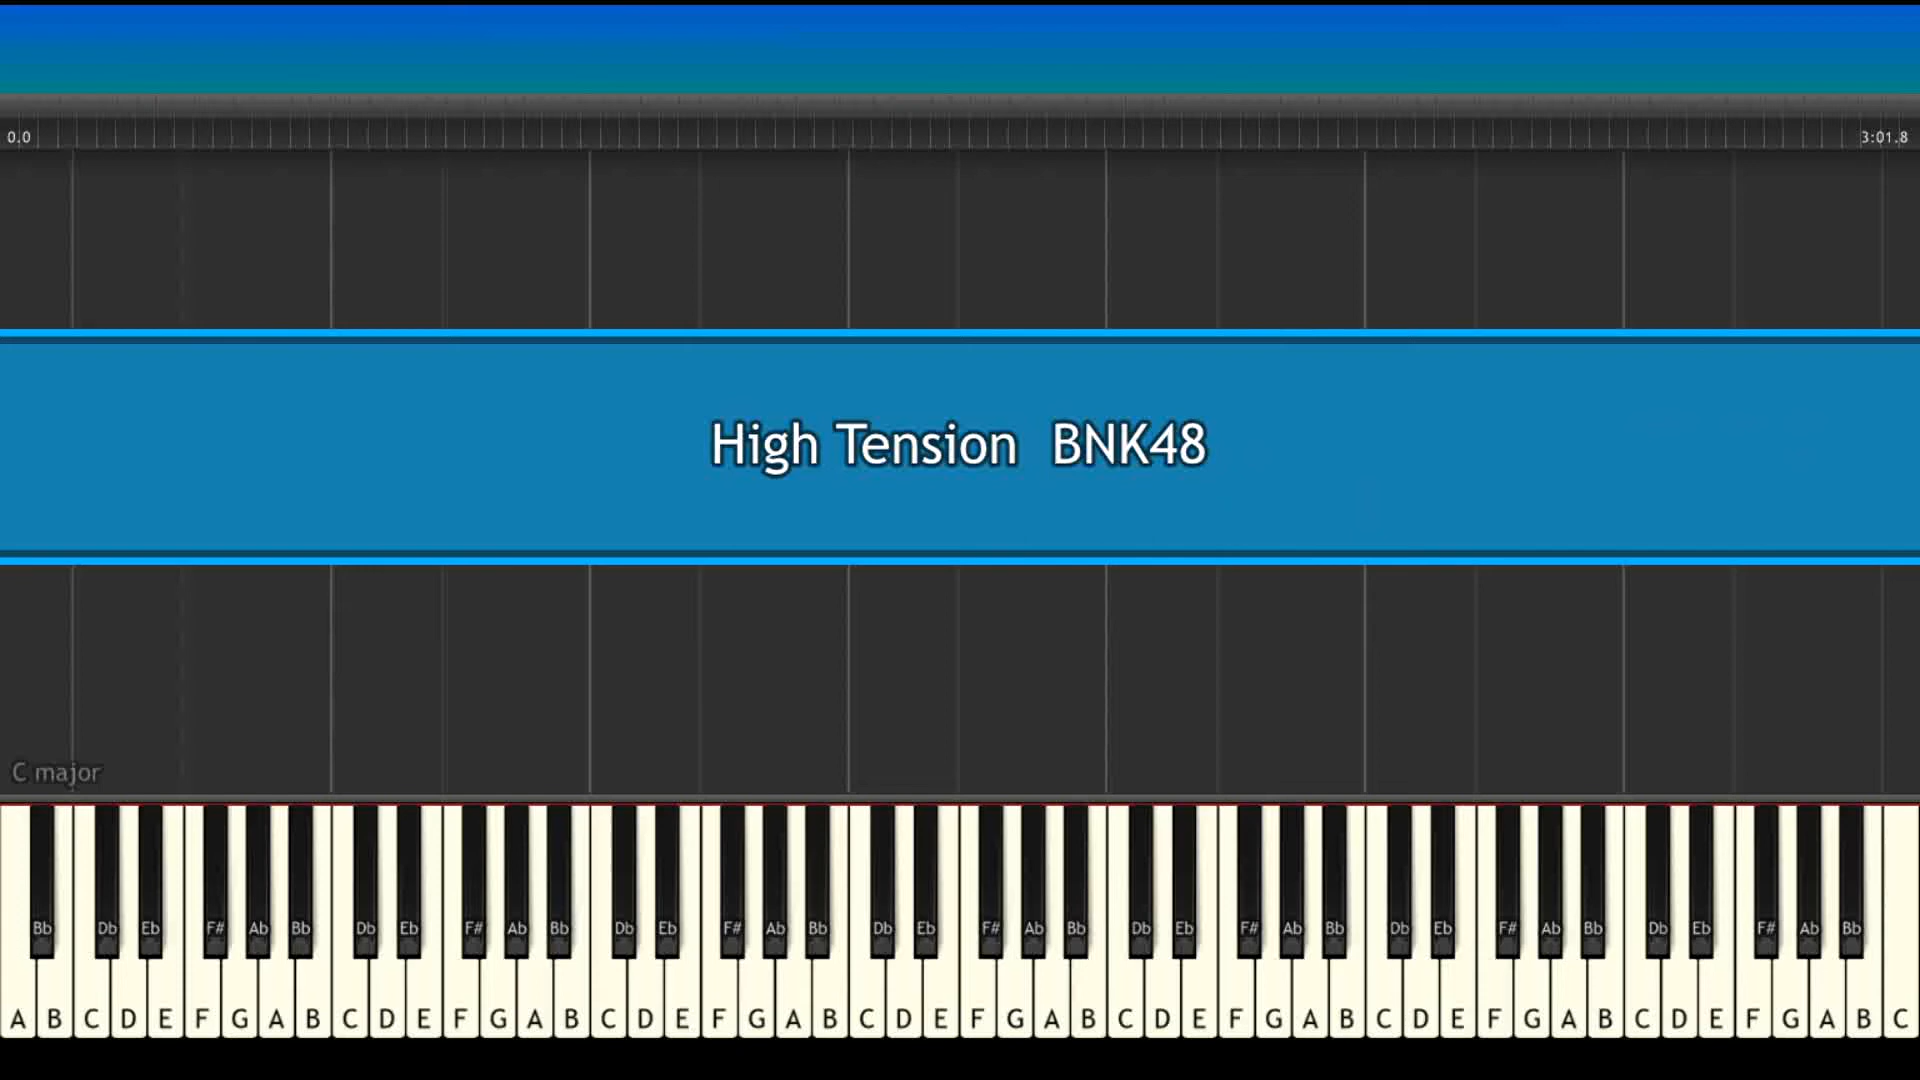 0.0 3:01.8
High Tension BNK48
C major
Bb Db Eb F# Ab Bb Db Eb F# Ab Bb Db Eb F# Ab Bb Db Eb F# Ab Bb Db Eb F# Ab Bb Db Eb F# Ab Bb Db Eb F# Ab Bb
A B C D E F G A B C D E F G A B C D E F G A B C D E F G A B C D E F G A B C D E F G A B C D E F G A B C